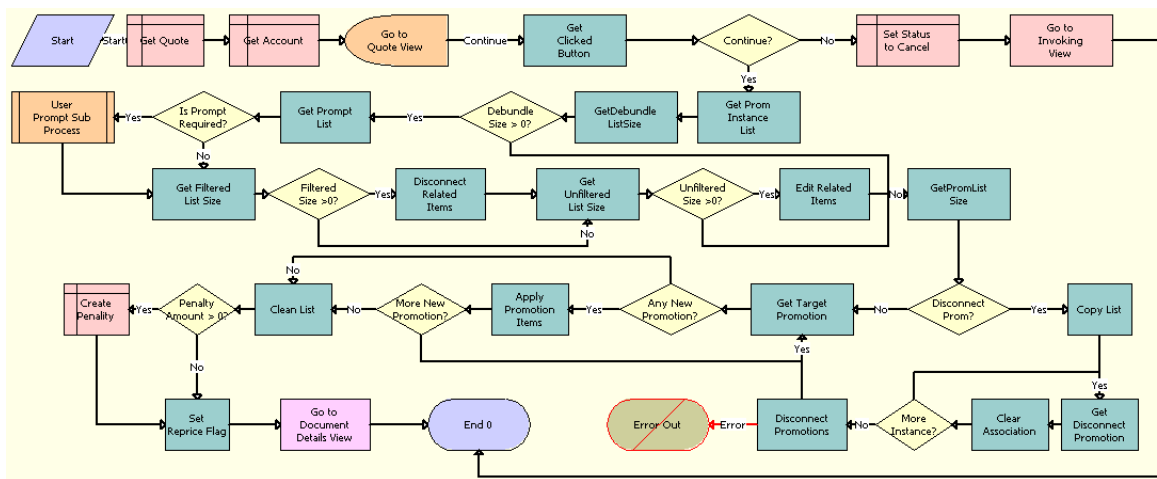 Start
Start
Get Quote
Get Account
Go to
Quote View
Continue
Get
Clicked
Button
Continue?
No
Set Status
to Cancel
Go to
Invoking
View
Yes
User
Prompt Sub
Process
Yes
Is Prompt
Required?
Get Prompt
List
Yes
Debundle
Size > 0?
GetDebundle
ListSize
Get Prom
Instance
List
No
Get Filtered
List Size
Filtered
Size >0?
Yes
Disconnect
Related
Items
Get
Unfiltered
List Size
Unfiltered
Size >0?
Yes
Edit Related
Items
No
GetPromList
Size
No
No
No
Create
Penality
Yes
Penalty
Amount > 0?
Clean List
No
More New
Promotion?
Apply
Promotion
Items
Yes
Any New
Promotion?
Get Target
Promotion
No
Disconnect
Prom?
Yes
Copy List
Yes
No
Yes
Set
Reprice Flag
Go to
Document
Details View
End 0
Error Out
Error
Disconnect
Promotions
No
More
Instance?
Clear
Association
Get
Disconnect
Promotion